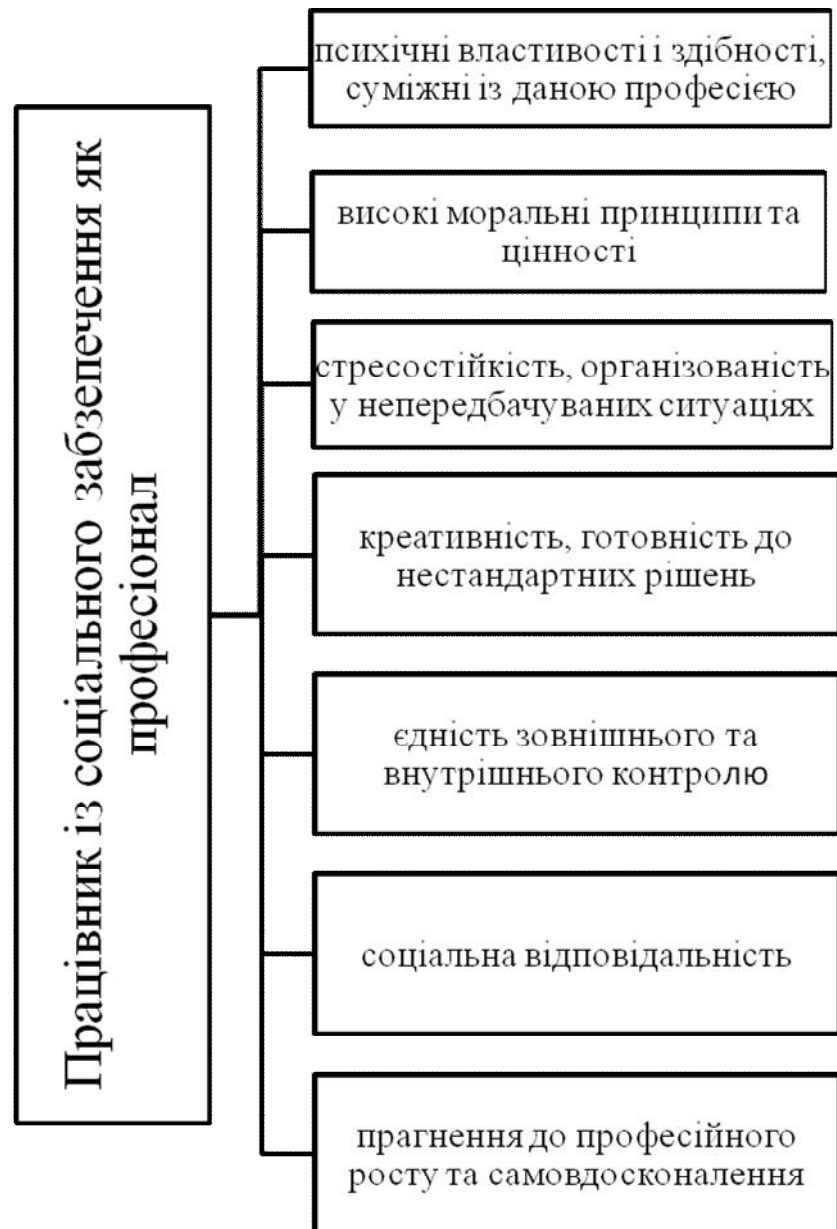 Працівник із соціального забзепечення як
професіонал
психічні властивості і здібності,
суміжні із даною професією
високі моральні принципи та
цінності
стресостійкість, організованість
у непередбачуваних ситуаціях
креативність, готовність до
нестандартних рішень
єдність зовнішнього та
внутрішнього контролю
соціальна відповідальність
прагнення до професійного
росту та самовдосконалення